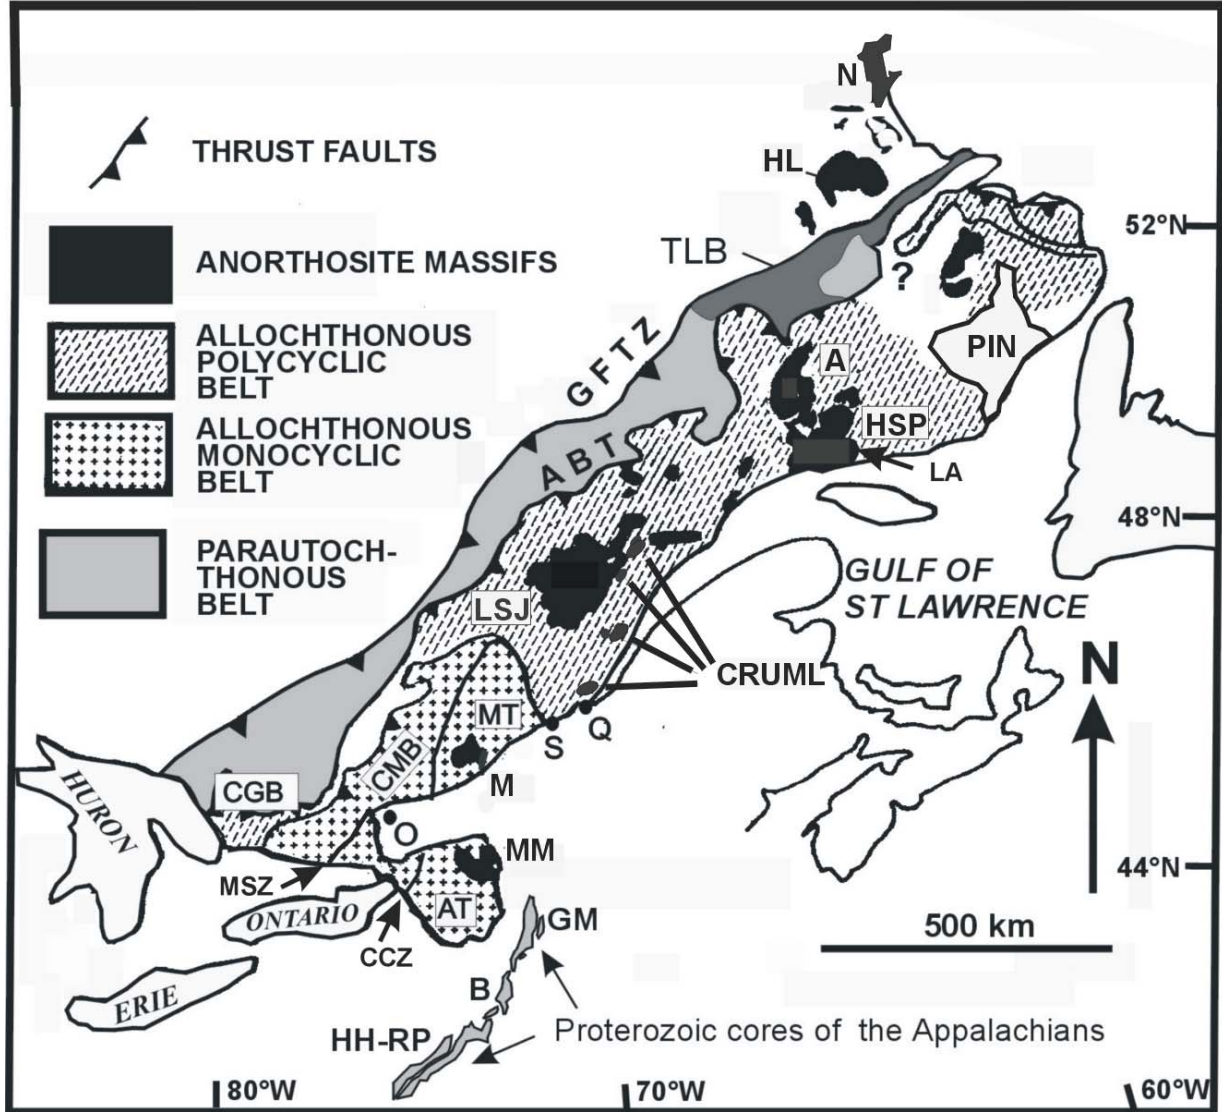 N
THRUST FAULTS
HL
52°N
ANORTHOSITE MASSIFS
TLB
?
ALLOCHTHONOUS
POLYCYCLIC
BELT
GFTZ
A
PIN
ALLOCHTHONOUS
MONOCYCLIC
BELT
ABT
HSP
LA
48°N
PARAUTOCH-
THONOUS
BELT
GULF OF
ST LAWRENCE
LSJ
CRUML
N
MT
S
Q
CMB
M
CGB
HURON
O
MM
44°N
MSZ
ONTARIO
AT
CCZ
GM
500 km
ERIE
B
HH-RP
Proterozoic cores of the Appalachians
80°W
70°W
60°W